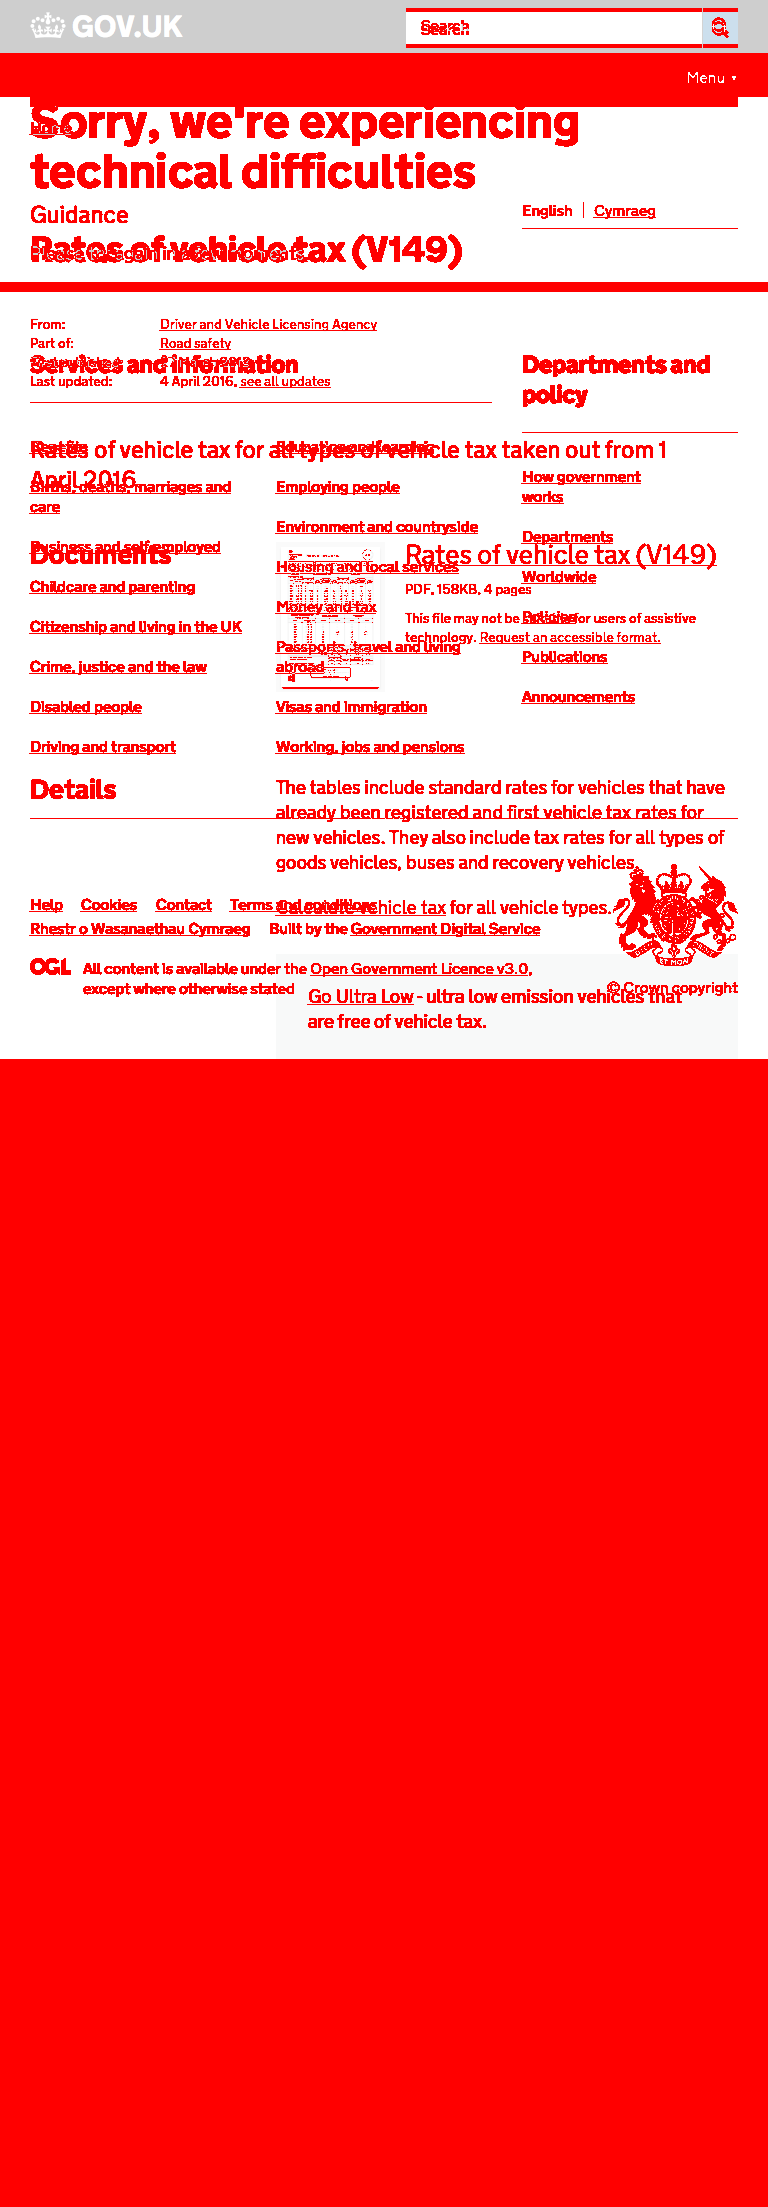 GOV.UK
Search
Menu
Home
Sorry, we're experiencing
technical difficulties
Guidance
English
Cymraeg
Rates of vehicle tax (V149)
From:
Driver and Vehicle Licensing Agency
Part of:
Road safety
Services and information
Departments and
policy
Last updated:
4 April 2016, see all updates
Benefits
Education and learning
Rates of vehicle tax for all types of vehicle tax taken out from 1
April 2016
Births, deaths, marriages and
care
Employing people
How government
works
Environment and countryside
Departments
Business and self-employed
Documents
Rates of vehicle tax (V149)
Housing and local services
Worldwide
Childcare and parenting
PDF, 158KB, 4 pages
Money and tax
This file may not be suitable for users of assistive
technology. Request an accessible format.
Policies
Citizenship and living in the UK
Passports, travel and living
abroad
Publications
Crime, justice and the law
Announcements
Disabled people
Visas and immigration
Driving and transport
Working, jobs and pensions
Details
The tables include standard rates for vehicles that have
already been registered and first vehicle tax rates for
new vehicles. They also include tax rates for all types of
goods vehicles, buses and recovery vehicles.
Help
Cookies
Contact
Terms and conditions
Calculate vehicle tax for all vehicle types.
Rhestr o Wasanaethau Cymraeg
Built by the Government Digital Service
OGL
All content is available under the Open Government Licence v3.0,
except where otherwise stated
© Crown copyright
Go Ultra Low - ultra low emission vehicles that
are free of vehicle tax.